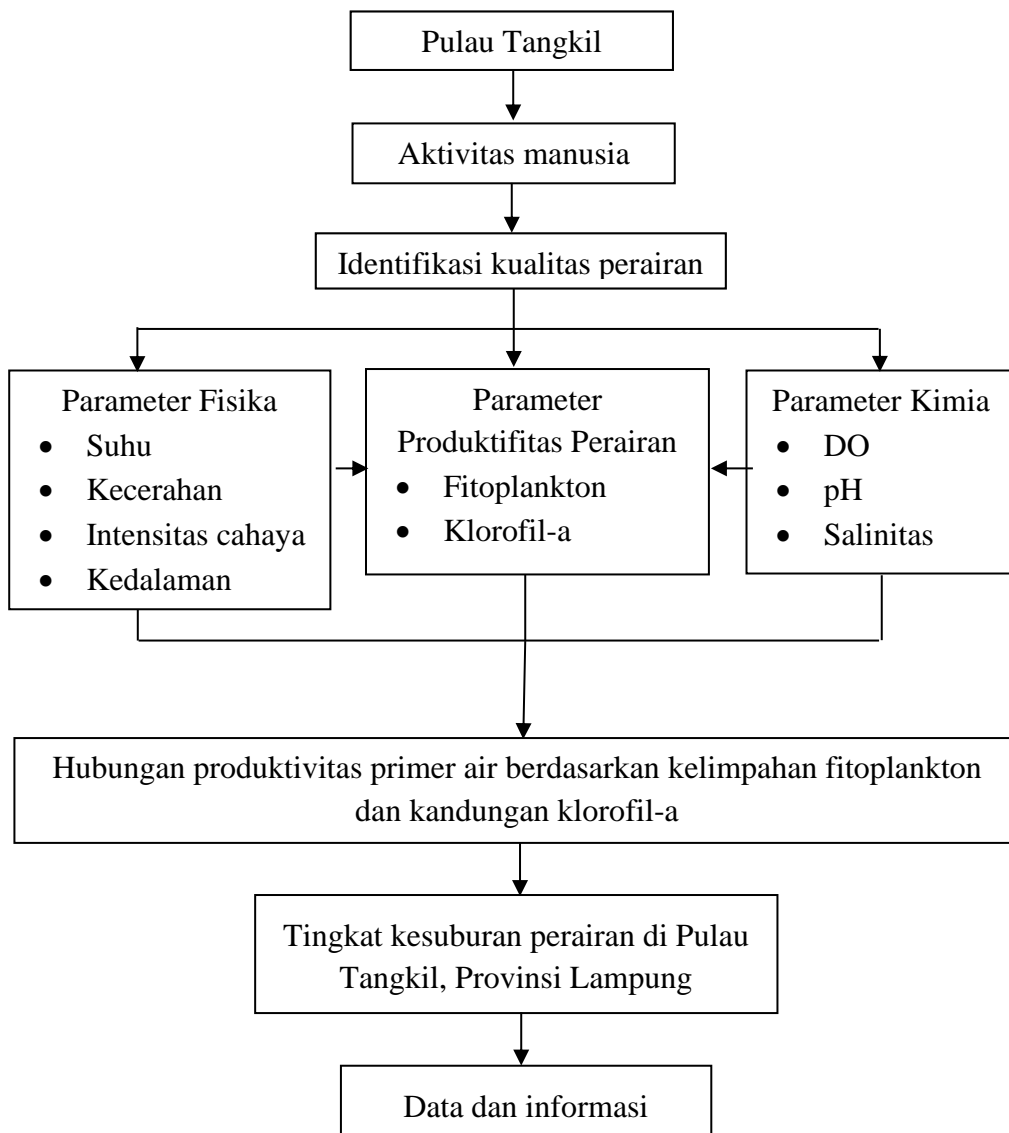 Pulau Tangkil
Aktivitas manusia
Identifikasi kualitas perairan
Parameter Fisika
• Suhu
• Kecerahan
• Intensitas cahaya
• Kedalaman
Parameter
Produktifitas Perairan
• Fitoplankton
• Klorofil-a
Parameter Kimia
• DO
• pH
• Salinitas
Hubungan produktivitas primer air berdasarkan kelimpahan fitoplankton
dan kandungan klorofil-a
Tingkat kesuburan perairan di Pulau
Tangkil, Provinsi Lampung
Data dan informasi